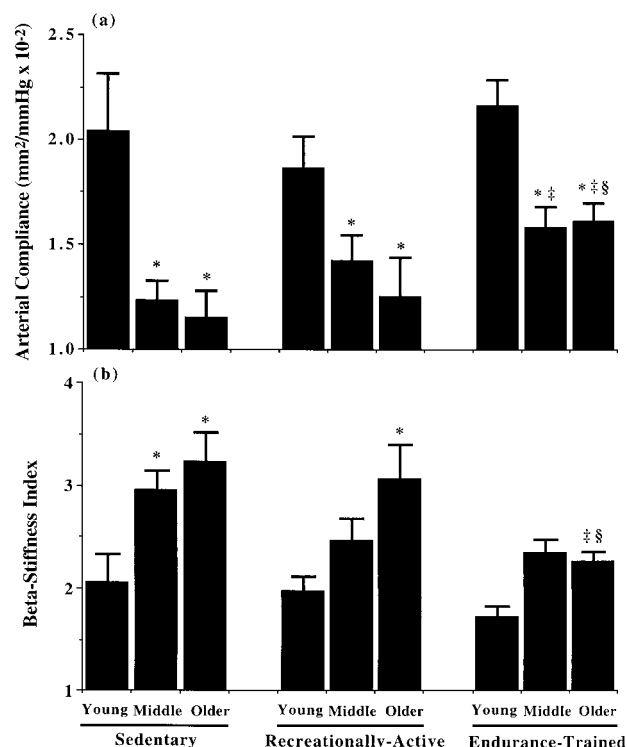 (a)
Arterial Compliance (mm²/mmHg x 10⁻²)
2.5
2.0
1.5
1.0
* *
* *
*‡ *‡§
(b)
Beta-Stiffness Index
4
3
2
1
* *
*
‡§
Young Middle Older Young Middle Older Young Middle Older
Sedentary Recreationally-Active Endurance-Trained